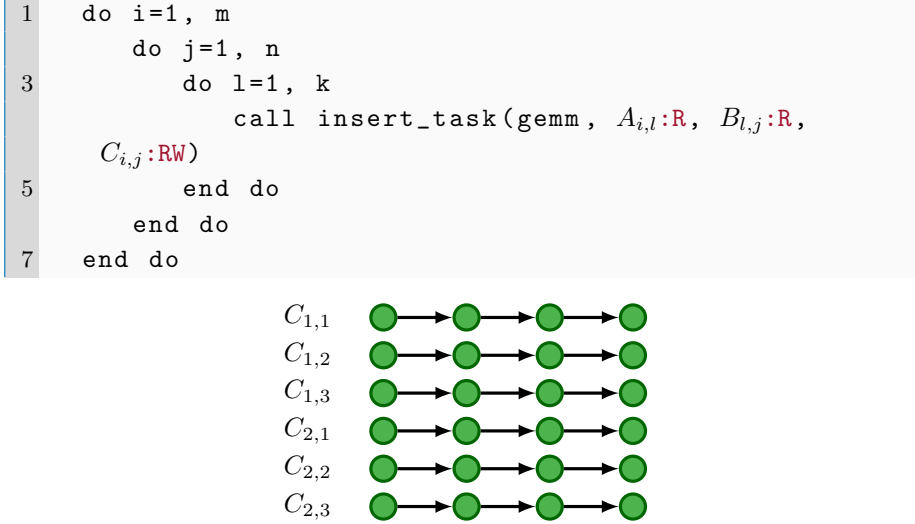 1 do i=1, m
do j=1, n
3 do l=1, k
call insert_task(gemm, A_{i,l}:R, B_{l,j}:R,
C_{i,j}:RW)
5 end do
end do
7 end do
C_{1,1}
C_{1,2}
C_{1,3}
C_{2,1}
C_{2,2}
C_{2,3}